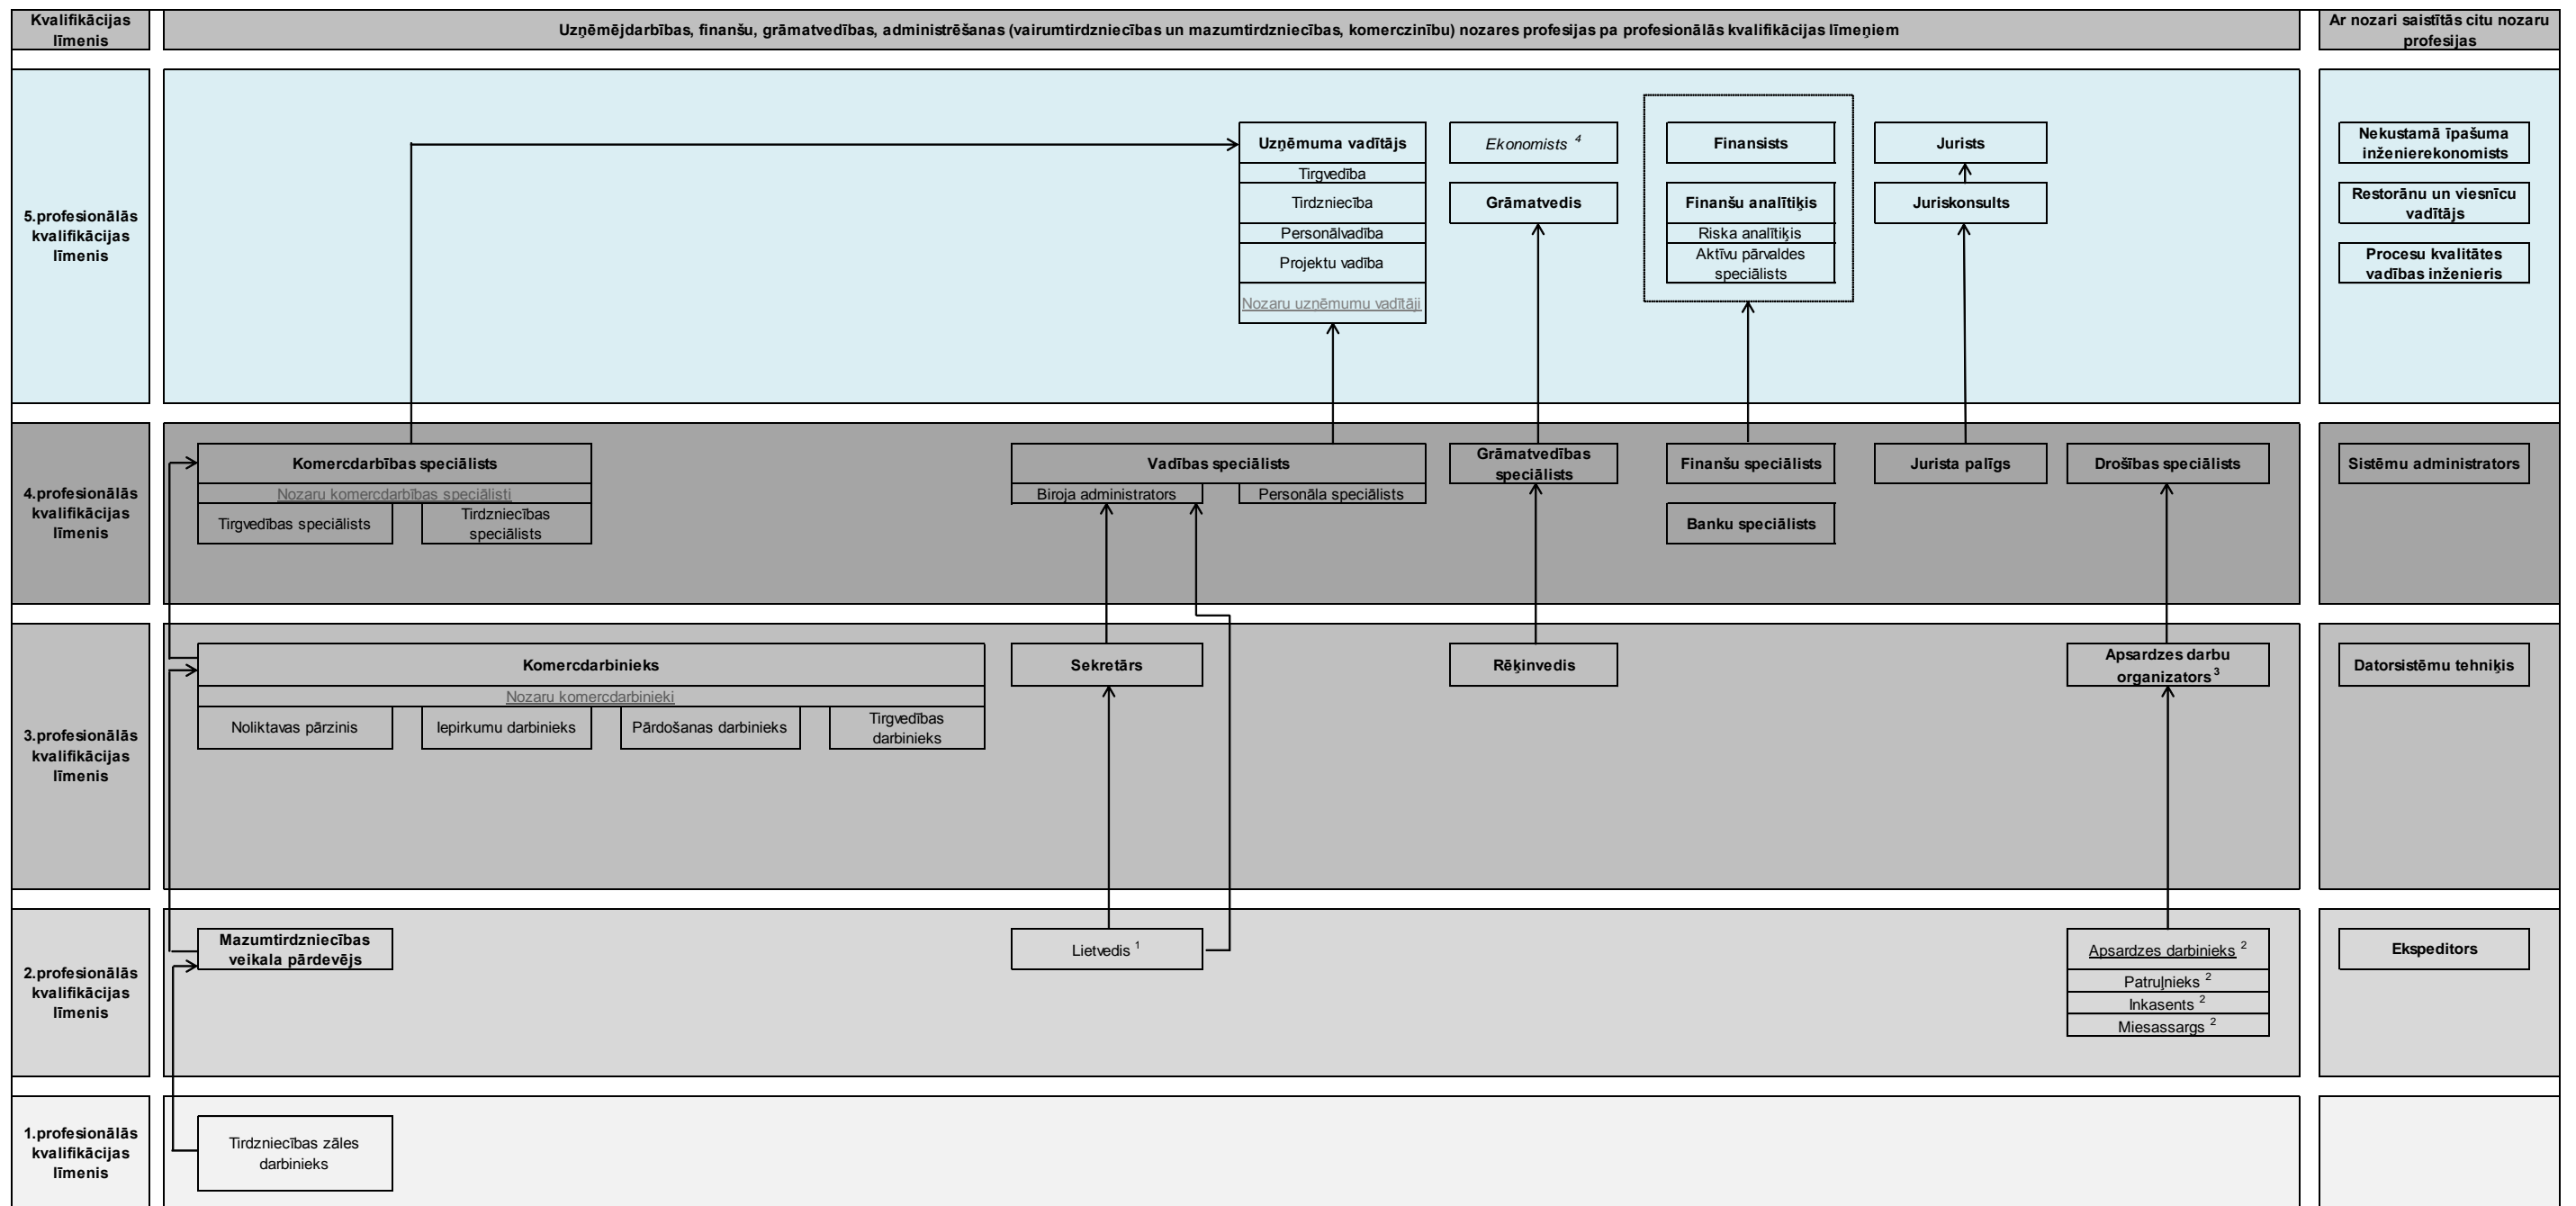 Kvalifikācijas
līmenis
Uzņēmējdarbības, finanšu, grāmatvedības, administrēšanas (vairumtirdzniecības un mazumtirdzniecības, komerczinību) nozares profesijas pa profesionālās kvalifikācijas līmeņiem
Ar nozari saistītās citu nozaru
profesijas
5.profesionālās
kvalifikācijas
līmenis
Uzņēmuma vadītājs
Tirgvedība
Tirdzniecība
Personālvadība
Projektu vadība
Nozaru uzņēmumu vadītāji
Ekonomists 4
Grāmatvedis
Finansists
Finanšu analītiķis
Riska analītiķis
Aktīvu pārvaldes
speciālists
Jurists
Juriskonsults
Nekustamā īpašuma
inženierekonomists
Restorānu un viesnīcu
vadītājs
Procesu kvalitātes
vadības inženieris
4.profesionālās
kvalifikācijas
līmenis
Komercdarbības speciālists
Nozaru komercdarbības speciālisti
Tirgvedības speciālists
Tirdzniecības
speciālists
Vadības speciālists
Biroja administrators
Personāla speciālists
Grāmatvedības
speciālists
Finanšu speciālists
Banku speciālists
Jurista palīgs
Drošības speciālists
Sistēmu administrators
3.profesionālās
kvalifikācijas
līmenis
Komercdarbinieks
Nozaru komercdarbinieki
Noliktavas pārzinis
Iepirkumu darbinieks
Pārdošanas darbinieks
Tirgvedības
darbinieks
Sekretārs
Rēķinvedis
Apsardzes darbu
organizators 3
Datorsistēmu tehniķis
2.profesionālās
kvalifikācijas
līmenis
Mazumtirdzniecības
veikala pārdevējs
Lietvedis 1
Apsardzes darbinieks 2
Patruļnieks 2
Inkasents 2
Miesassargs 2
Ekspeditors
1.profesionālās
kvalifikācijas
līmenis
Tirdzniecības zāles
darbinieks